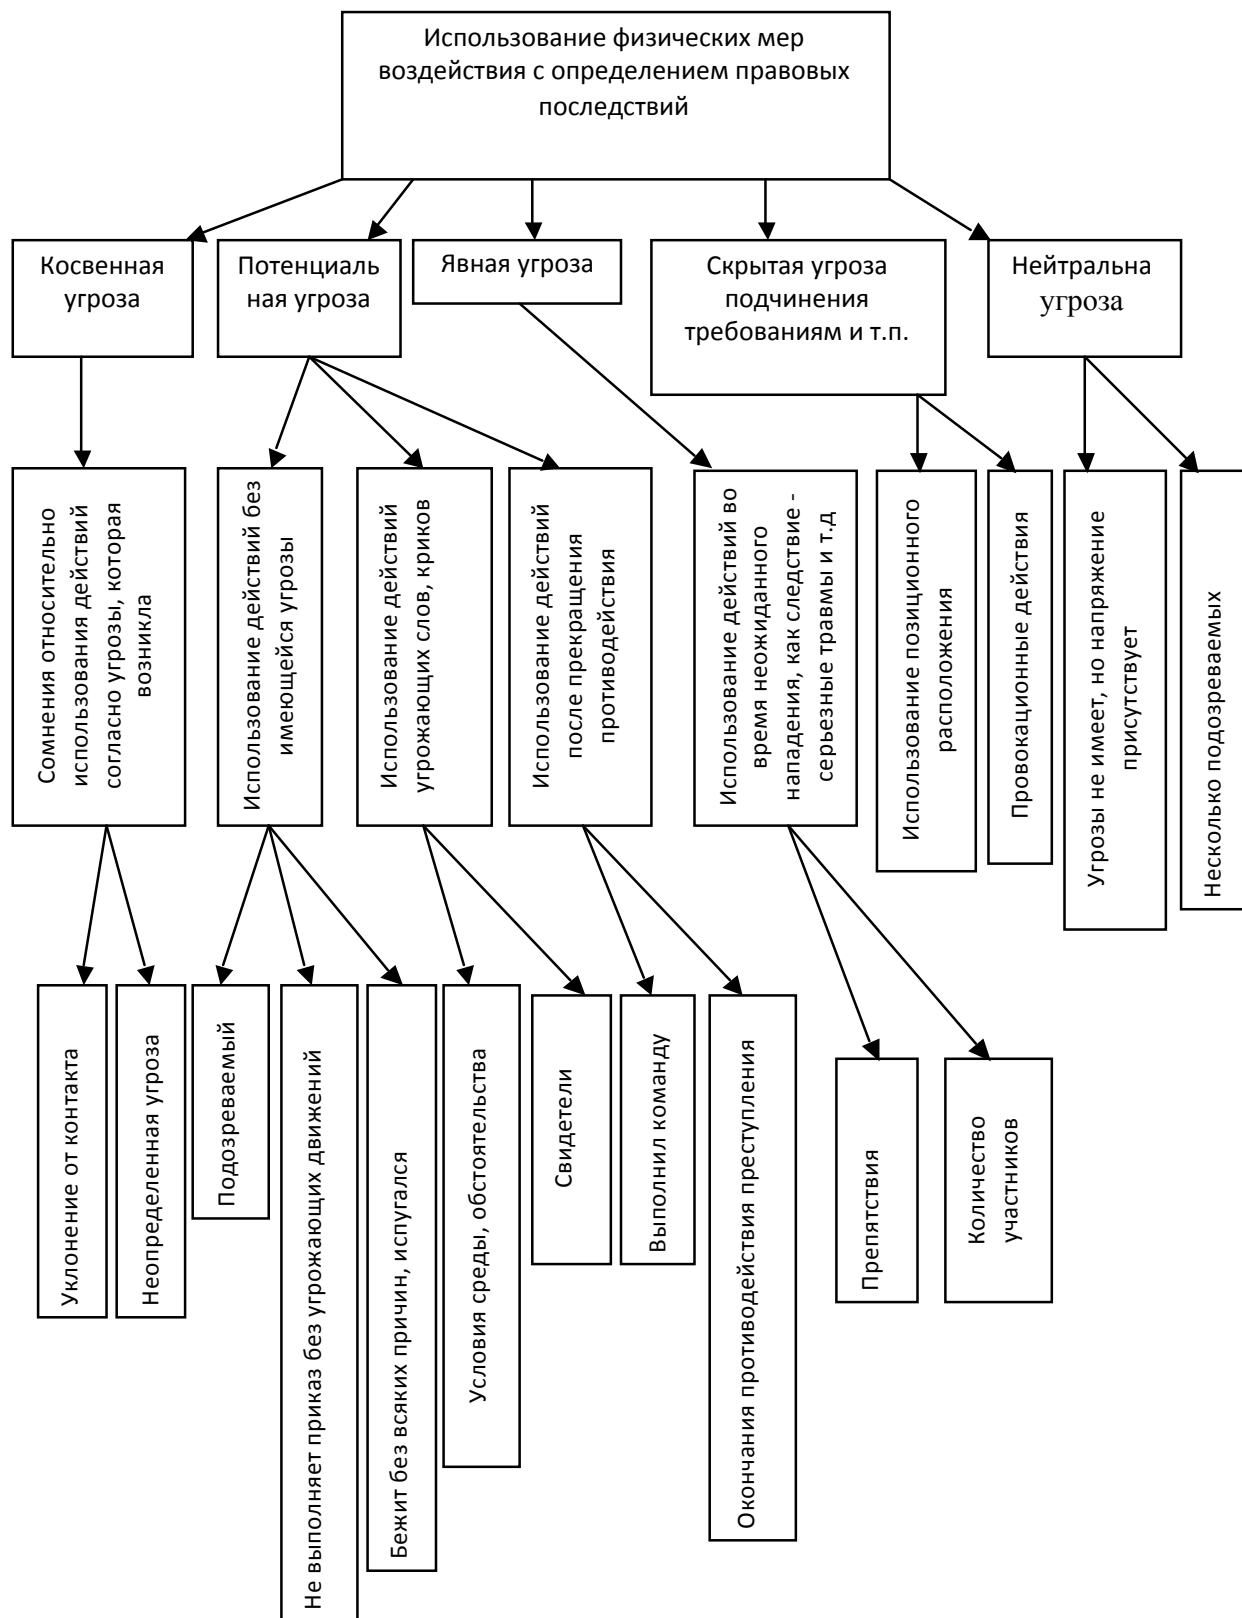 Использование физических мер
воздействия с определением правовых
последствий
Косвенная
угроза
Потенциаль
ная угроза
Явная угроза
Скрытая угроза
подчинения
требованиям и т.п.
Нейтральна
угроза
Сомнения относительно
использования действий
согласно угрозы, которая
возникла
Использование действий без
имеющейся угрозы
Использование действий
угрожающих слов, криков
Использование действий
после прекращения
противодействия
Использование действий во
время неожиданного
нападения, как следствие -
серьезные травмы и т.д
Использование позиционного
расположения
Провокационные действия
Угрозы не имеет, но напряжение
присутствует
Несколько подозреваемых
Уклонение от контакта
Неопределенная угроза
Подозреваемый
Не выполняет приказ без угрожающих движений
Бежит без всяких причин, испугался
Условия среды, обстоятельства
Свидетели
Выполнил команду
Окончания противодействия преступления
Препятствия
Количество
участников